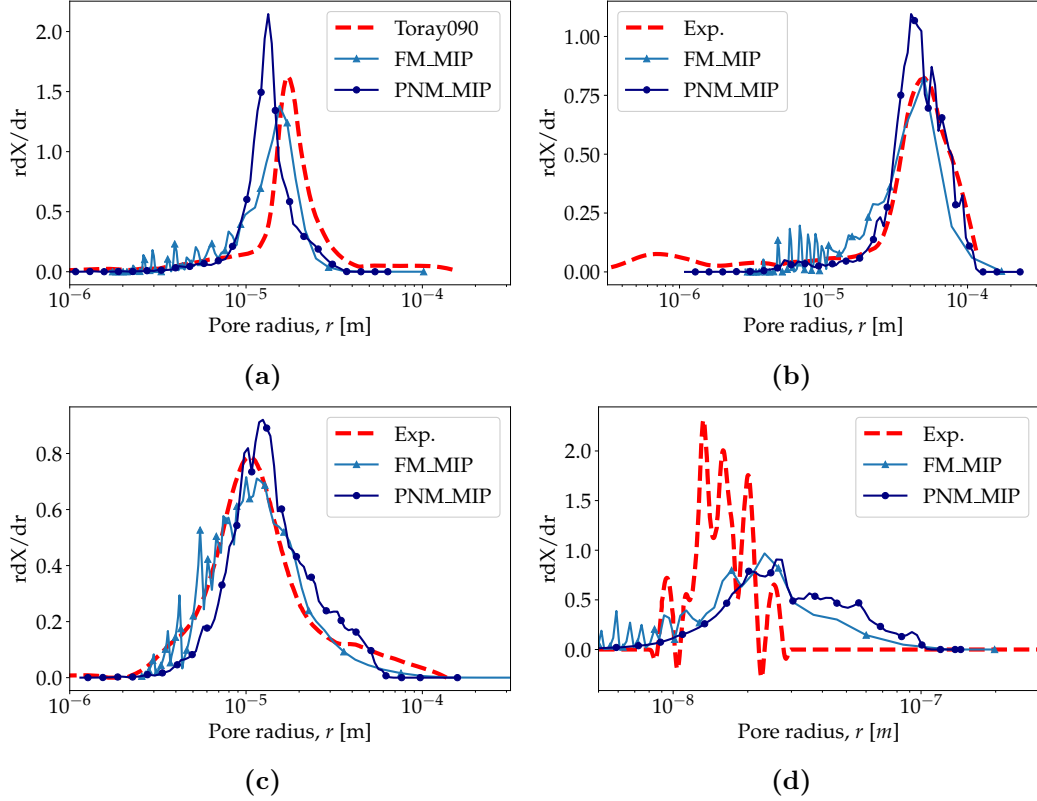 Toray090
FM_MIP
PNM_MIP
rdX/dr
2.0
1.5
1.0
0.5
0.0
10⁻⁶
10⁻⁵
10⁻⁴
Pore radius, r [m]
(a)
Exp.
FM_MIP
PNM_MIP
rdX/dr
1.00
0.75
0.50
0.25
0.00
10⁻⁶
10⁻⁵
10⁻⁴
Pore radius, r [m]
(b)
Exp.
FM_MIP
PNM_MIP
rdX/dr
0.8
0.6
0.4
0.2
0.0
10⁻⁶
10⁻⁵
10⁻⁴
Pore radius, r [m]
(c)
Exp.
FM_MIP
PNM_MIP
rdX/dr
2.0
1.5
1.0
0.5
0.0
10⁻⁸
10⁻⁷
Pore radius, r [m]
(d)